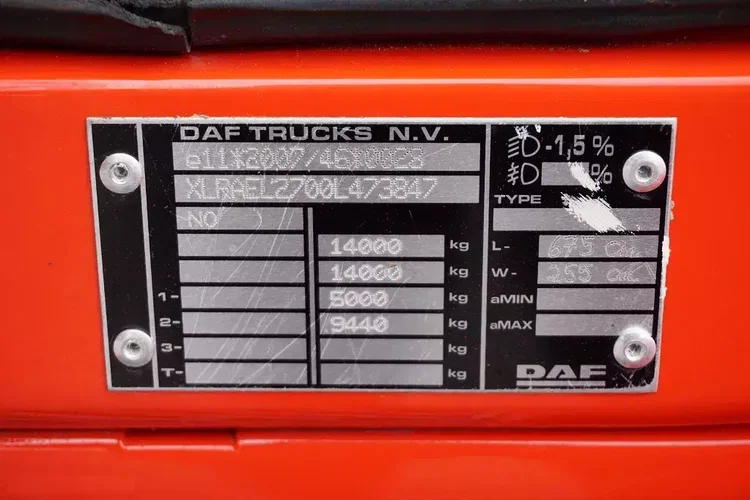 DAF TRUCKS N.V.
e11*2007/46*0028
XLRAEL2700L473847
NO
14000 kg
14000 kg
1- 5000 kg
2- 9440 kg
3- kg
T- kg
-1,5 %
%
TYPE
L- 675 cm
W- 255 cm
aMIN
aMAX
DAF